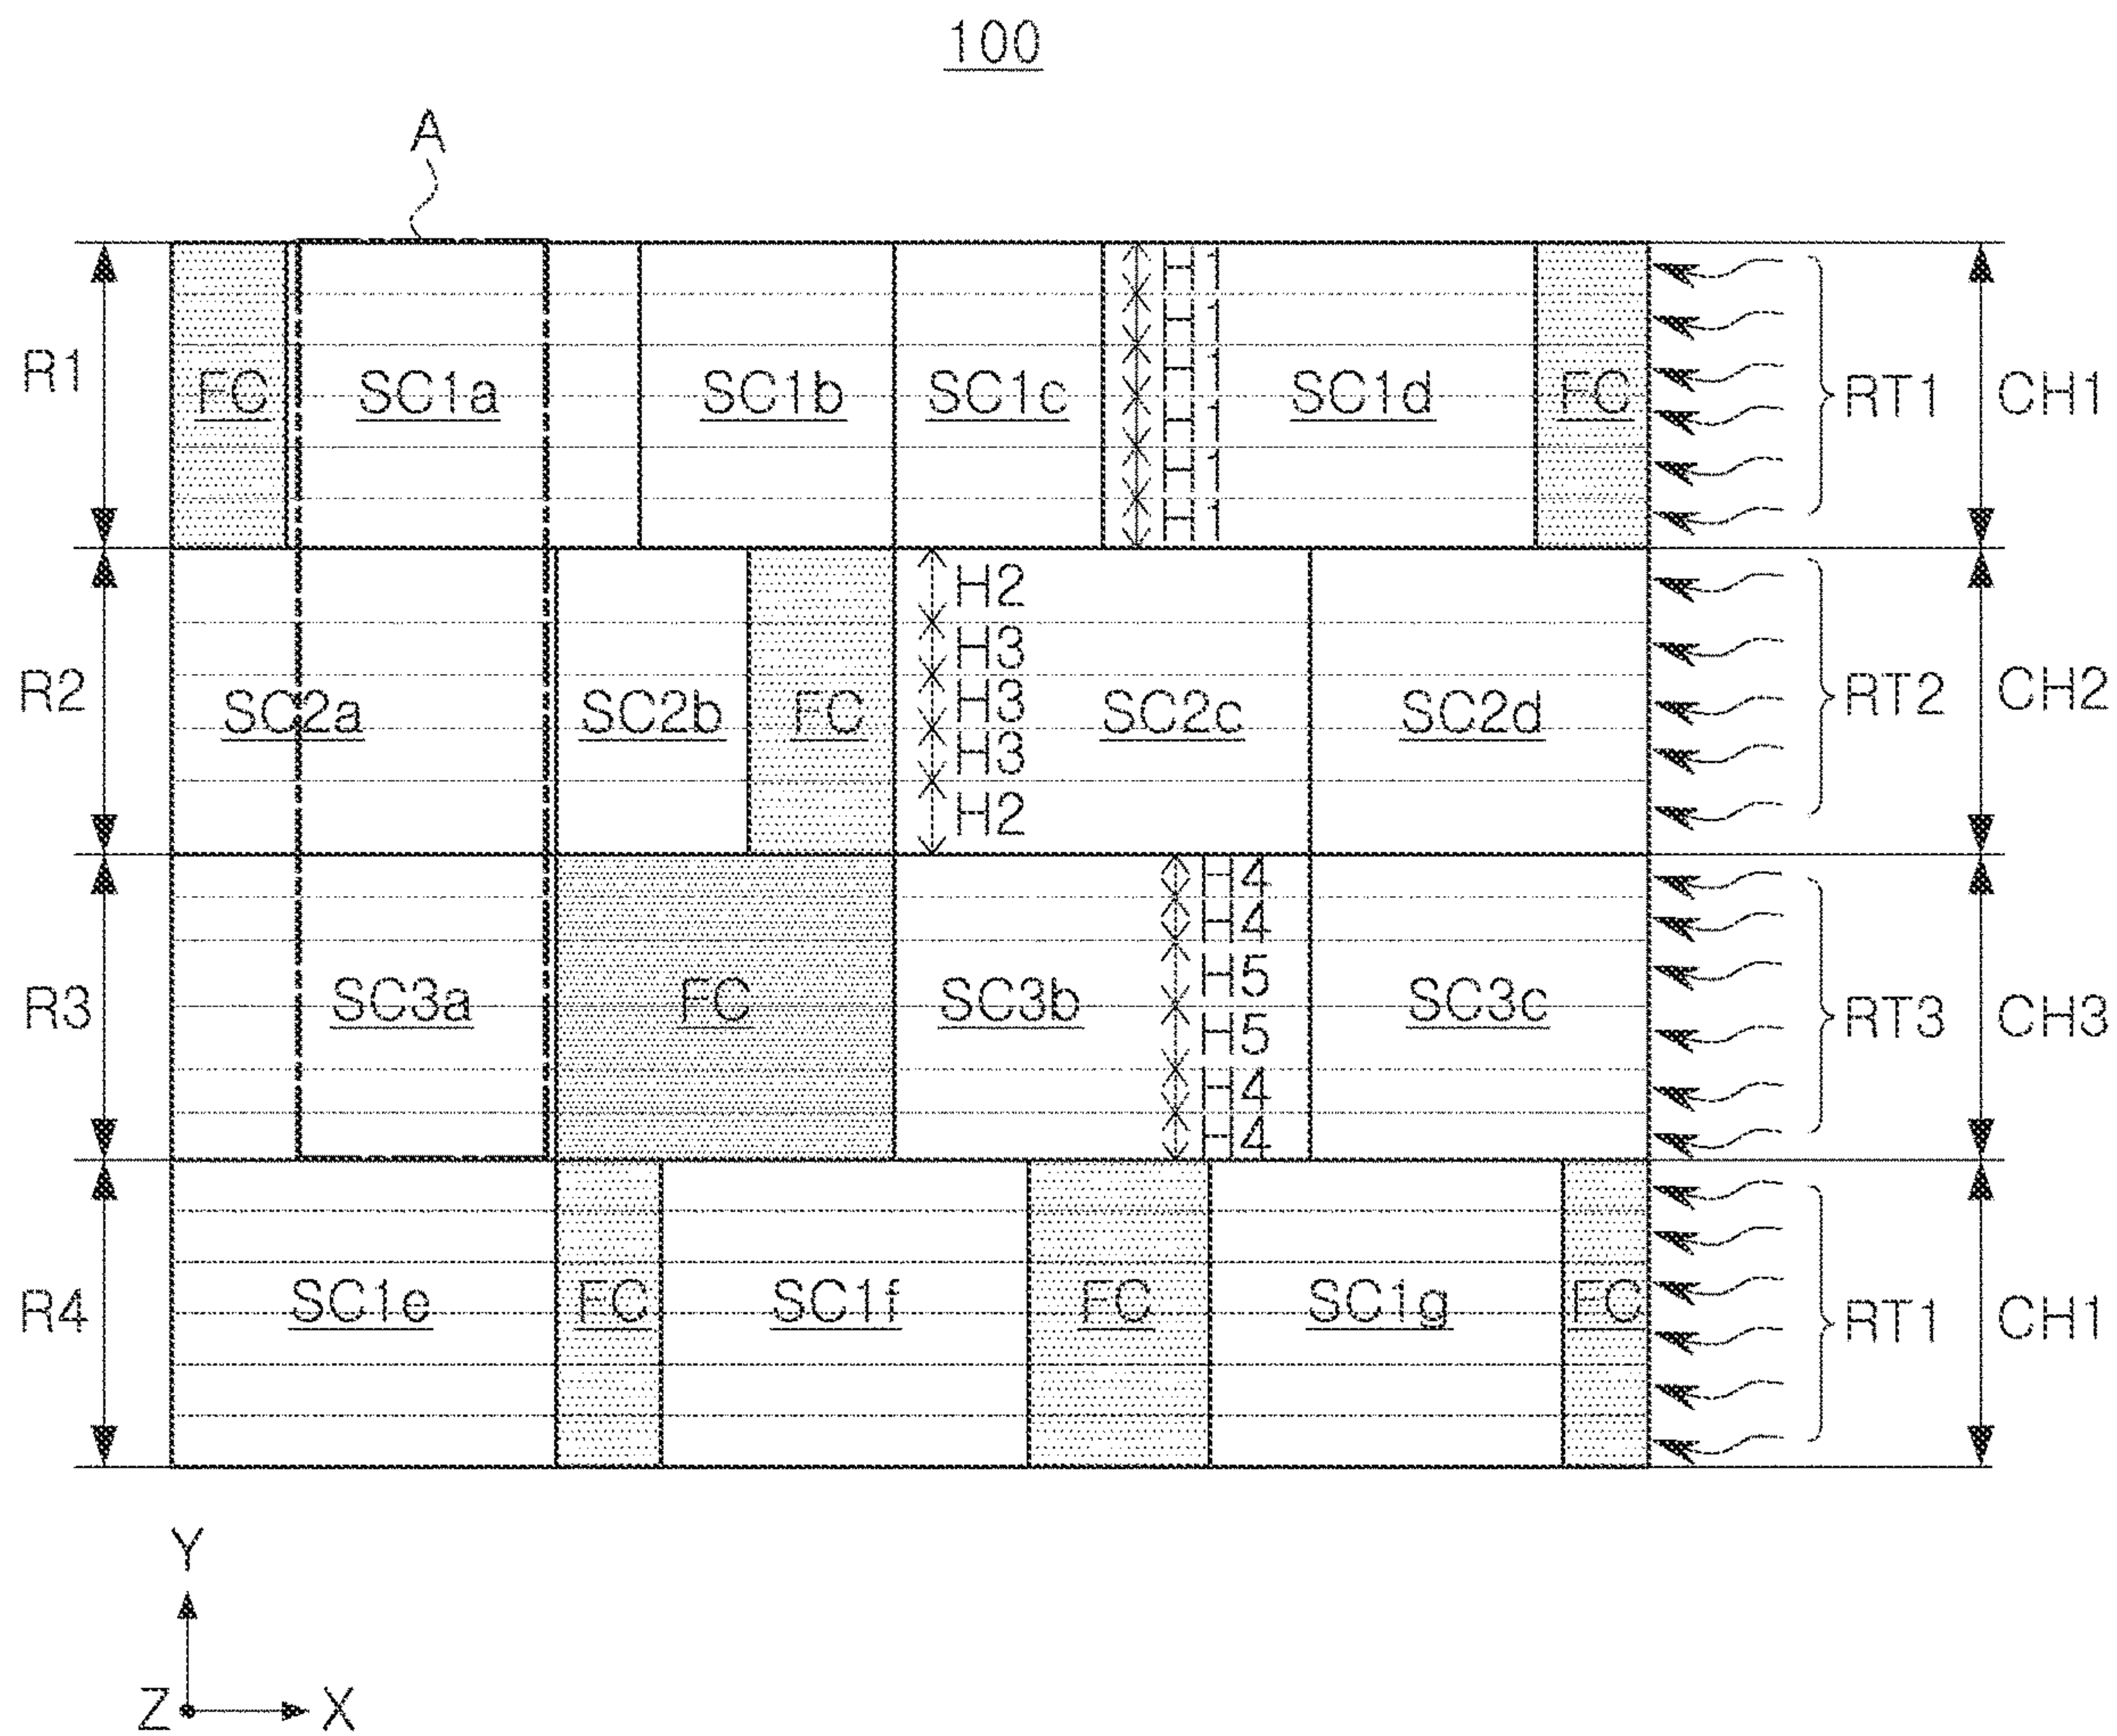 100
A
R1 FC SC1a SC1b SC1c H1 H1 H1 H1 H1 H1 SC1d FC RT1 CH1
R2 SC2a SC2b FC H2 H3 H3 H3 H2 SC2c SC2d RT2 CH2
R3 SC3a FC SC3b H4 H4 H5 H5 H4 H4 SC3c RT3 CH3
R4 SC1e FC SC1f FC SC1g FC RT1 CH1
Y
Z X